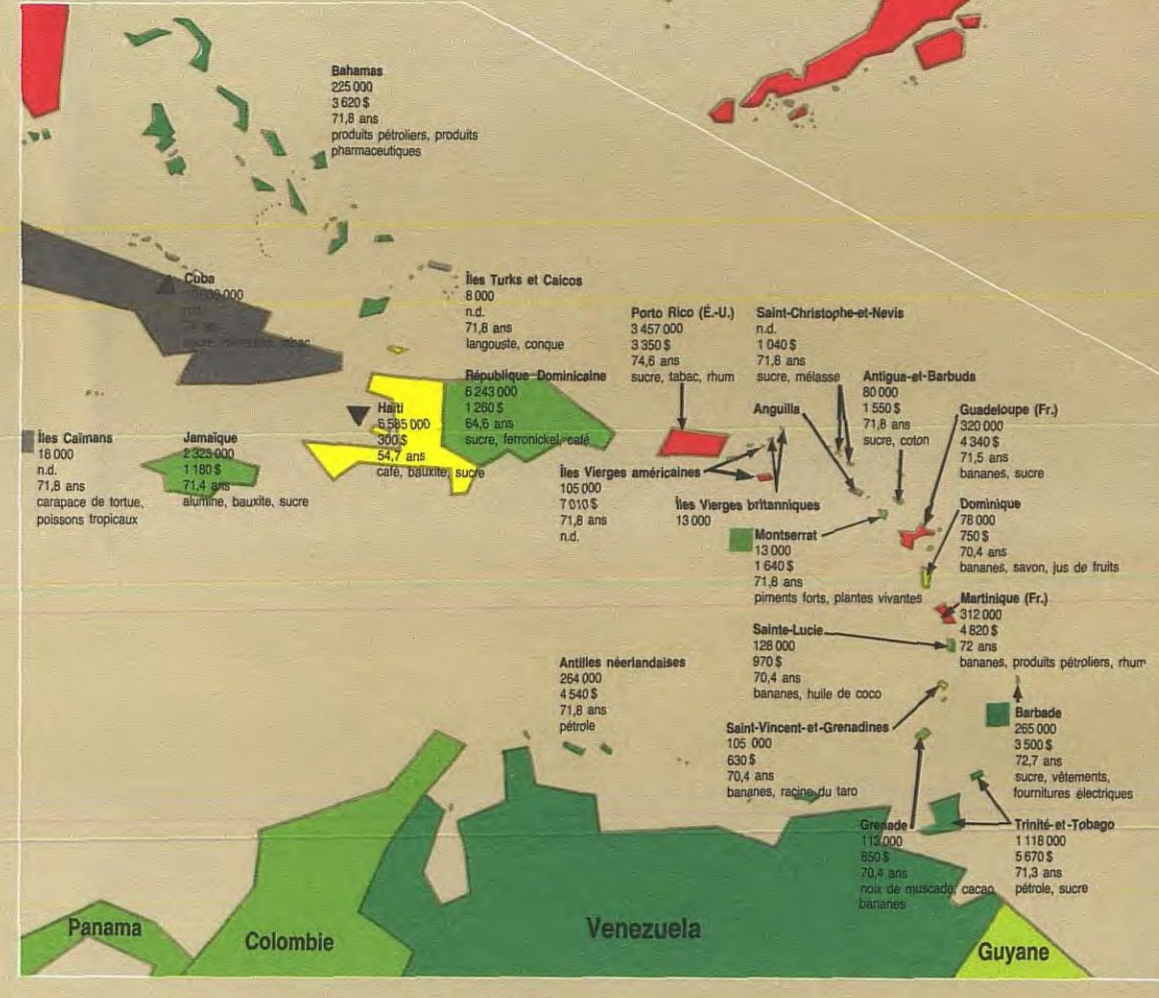 Bahamas
225 000
3 620 $
71,8 ans
produits pétroliers, produits
pharmaceutiques
Cuba
sucre,
Îles Turks et Caicos
8 000
n.d.
71,8 ans
langouste, conque
Porto Rico (É.-U.)
3 457 000
3 350 $
74,6 ans
sucre, tabac, rhum
Saint-Christophe-et-Nevis
n.d.
1 040 $
71,8 ans
sucre, mélasse
Antigua-et-Barbuda
80 000
1 550 $
71,8 ans
sucre, coton
République Dominicaine
6 243 000
1 260 $
64,6 ans
sucre, ferronickel, café
Haïti
6 585 000
300 $
54,7 ans
café, bauxite, sucre
Anguilla
Guadeloupe (Fr.)
320 000
4 340 $
71,5 ans
bananes, sucre
Îles Caïmans
18 000
n.d.
71,8 ans
carapace de tortue,
poissons tropicaux
Jamaïque
2 325 000
1 180 $
71,4 ans
alumine, bauxite, sucre
Îles Vierges américaines
105 000
7 010 $
71,8 ans
n.d.
Îles Vierges britanniques
13 000
Dominique
78 000
750 $
70,4 ans
bananes, savon, jus de fruits
Montserrat
13 000
1 640 $
71,8 ans
piments forts, plantes vivantes
Martinique (Fr.)
312 000
4 820 $
72 ans
bananes, produits pétroliers, rhum
Sainte-Lucie
128 000
970 $
70,4 ans
bananes, huile de coco
Antilles néerlandaises
264 000
4 540 $
71,8 ans
pétrole
Saint-Vincent-et-Grenadines
105 000
630 $
70,4 ans
bananes, racine du taro
Barbade
265 000
3 500 $
72,7 ans
sucre, vêtements,
fournitures électriques
Grenade
113 000
850 $
70,4 ans
noix de muscade, cacao,
bananes
Trinité-et-Tobago
1 118 000
5 670 $
71,3 ans
pétrole, sucre
Panama
Colombie
Venezuela
Guyane